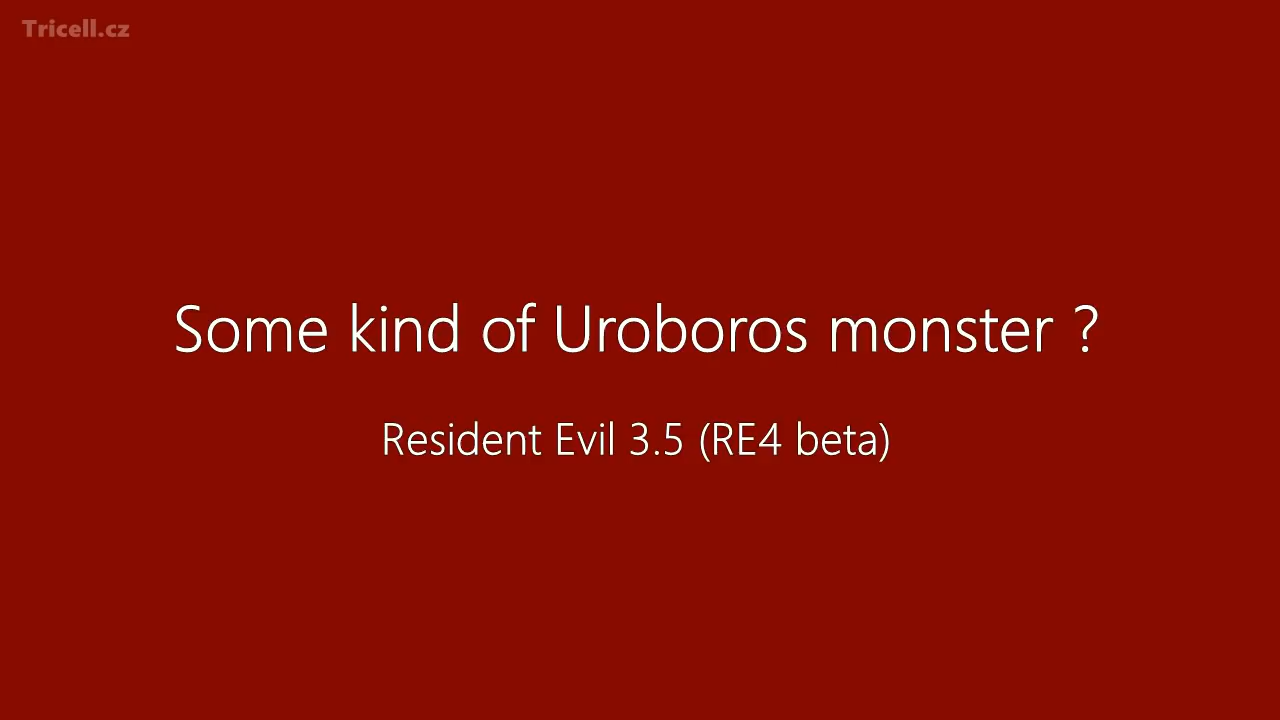 Tricell.cz
Some kind of Uroboros monster ?
Resident Evil 3.5 (RE4 beta)